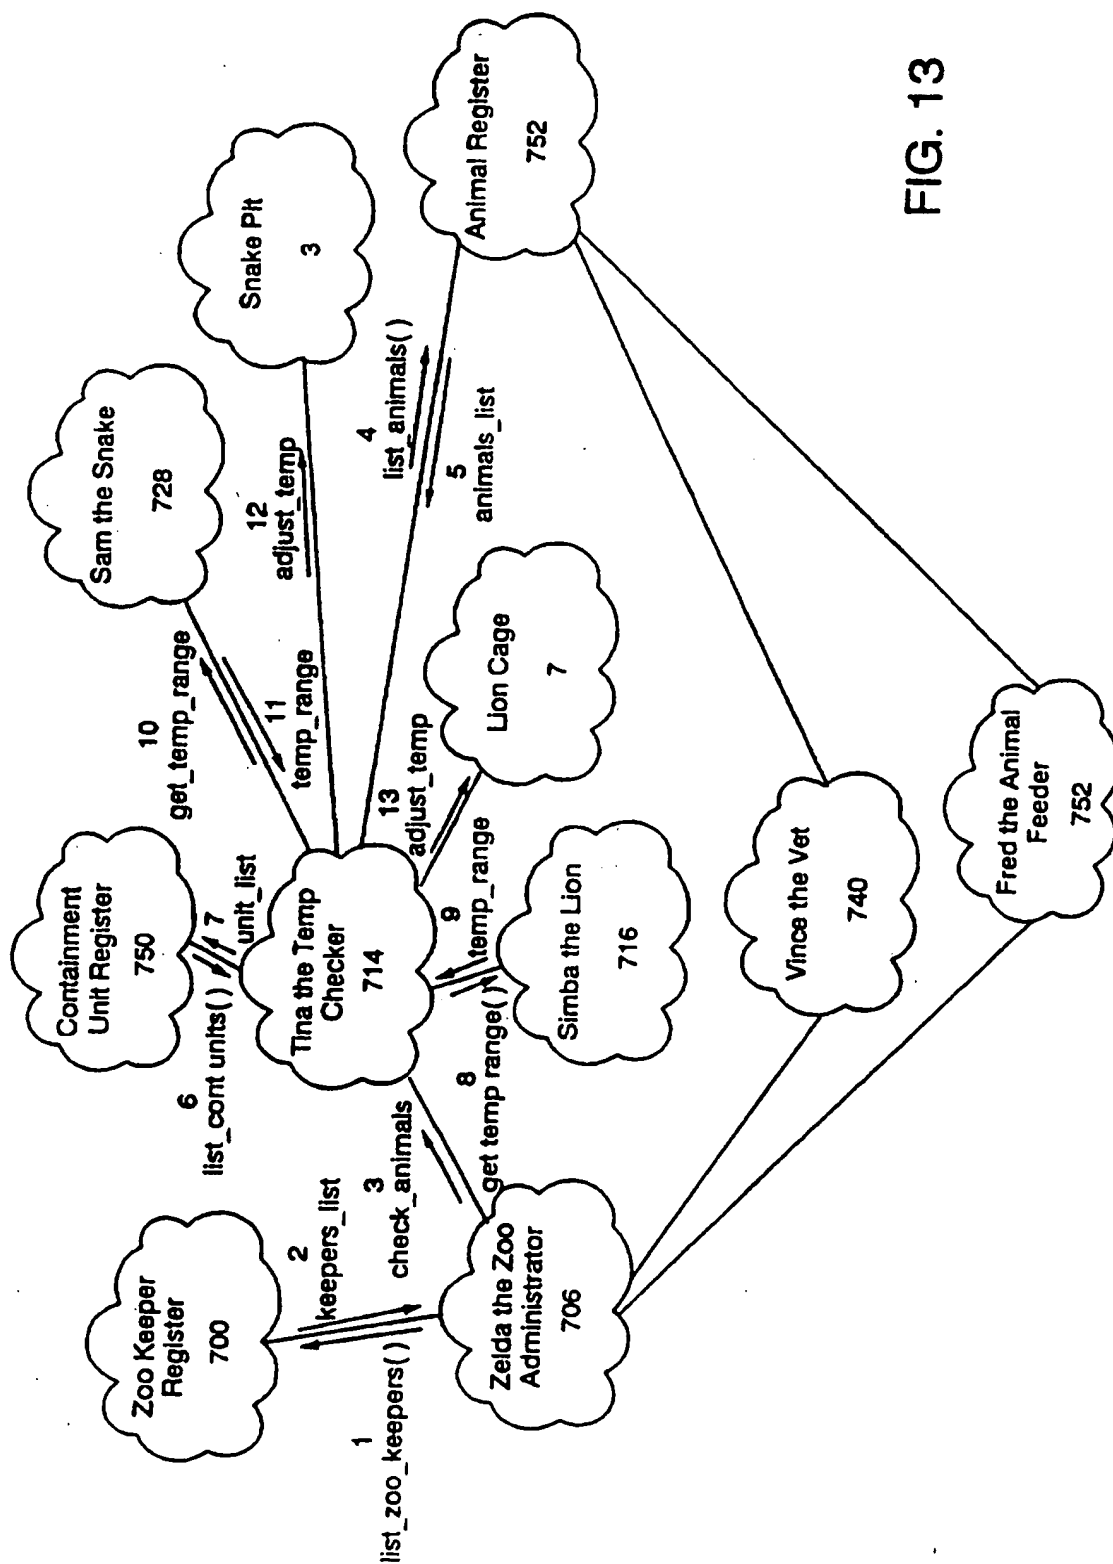 Zoo Keeper
Register
700
1
list_zoo_keepers()
2
keepers_list
Zelda the Zoo
Administrator
706
3
check_animals
Containment
Unit Register
750
6
list_cont units()
7
unit_list
Tina the Temp
Checker
714
8
get temp range()
9
temp_range
Simba the Lion
716
10
get_temp_range
11
temp_range
Sam the Snake
728
12
adjust_temp
Snake Pit
3
13
adjust_temp
Lion Cage
7
4
list_animals()
5
animals_list
Animal Register
752
Vince the Vet
740
Fred the Animal
Feeder
752
FIG. 13